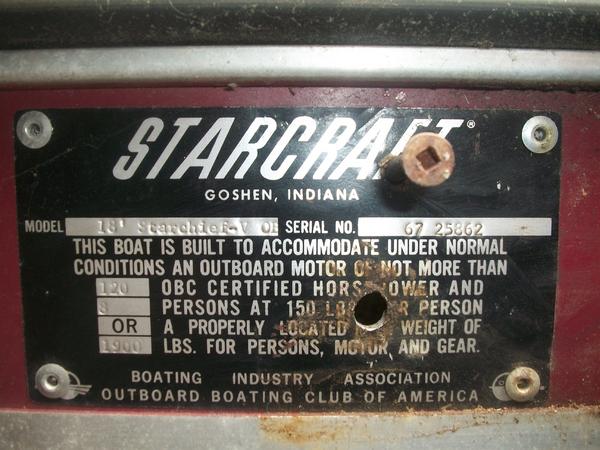 STARCRAFT®
GOSHEN, INDIANA
MODEL 18' Starchief-V OB SERIAL NO. 67 25862
THIS BOAT IS BUILT TO ACCOMMODATE UNDER NORMAL
CONDITIONS AN OUTBOARD MOTOR OF NOT MORE THAN
120 OBC CERTIFIED HORSEPOWER AND
8 PERSONS AT 150 LBS. PER PERSON
OR A PROPERLY LOCATED WEIGHT OF
1900 LBS. FOR PERSONS, MOTOR, AND GEAR.
BOATING INDUSTRY ASSOCIATION
OUTBOARD BOATING CLUB OF AMERICA